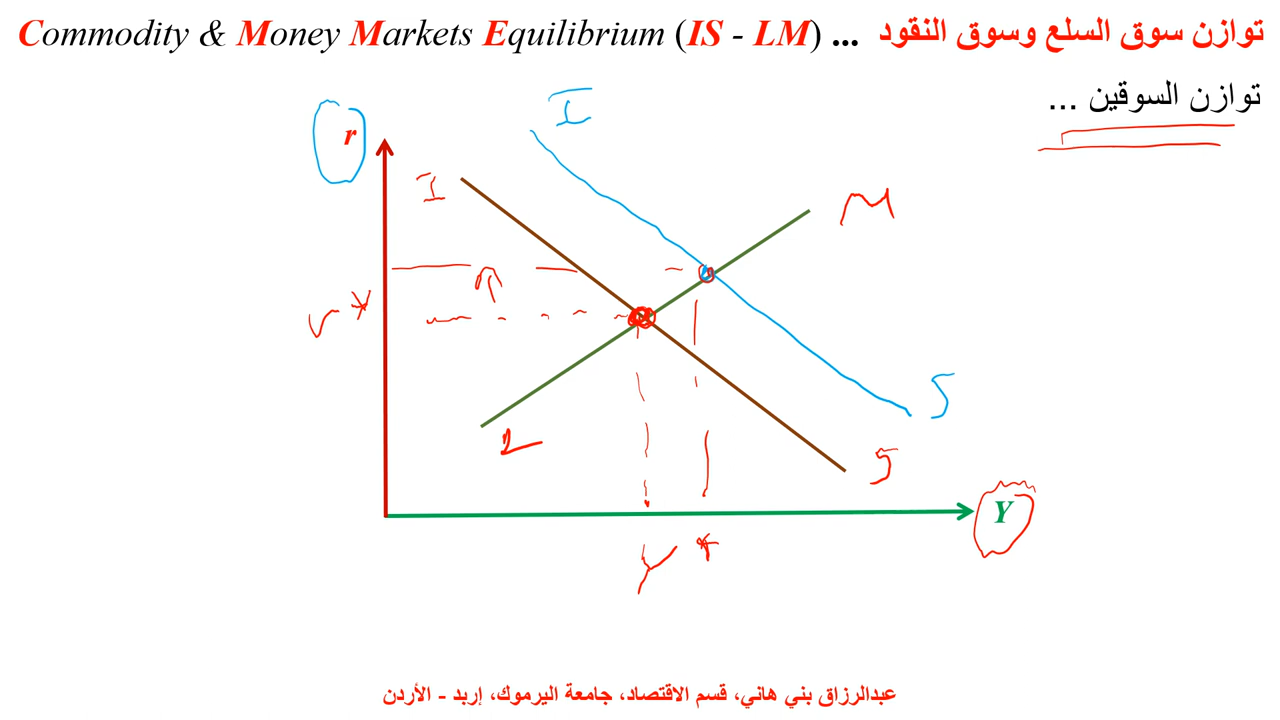 Commodity & Money Markets Equilibrium (IS - LM) ... توازن سوق السلع وسوق النقود
توازن السوقين ...
I
r
I
M
r*
S
L
S
Y
Y*
عبدالرزاق بني هاني، قسم الاقتصاد، جامعة اليرموك، إربد - الأردن